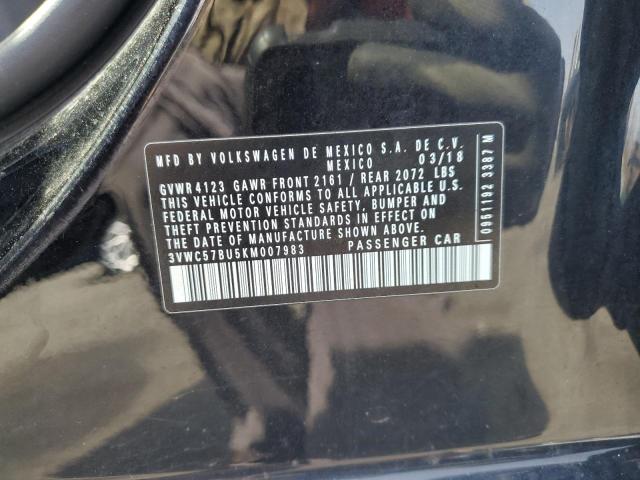 MFD BY VOLKSWAGEN DE MEXICO S.A. DE C.V.
MEXICO 03/18
GVWR 4123 GAWR FRONT 2161 / REAR 2072 LBS
THIS VEHICLE CONFORMS TO ALL APPLICABLE U.S.
FEDERAL MOTOR VEHICLE SAFETY, BUMPER AND
THEFT PREVENTION STANDARDS IN EFFECT ON
THE DATE OF MANUFACTURE SHOWN ABOVE.
3VWC57BU5KM007983 PASSENGER CAR
0951192 3387 M